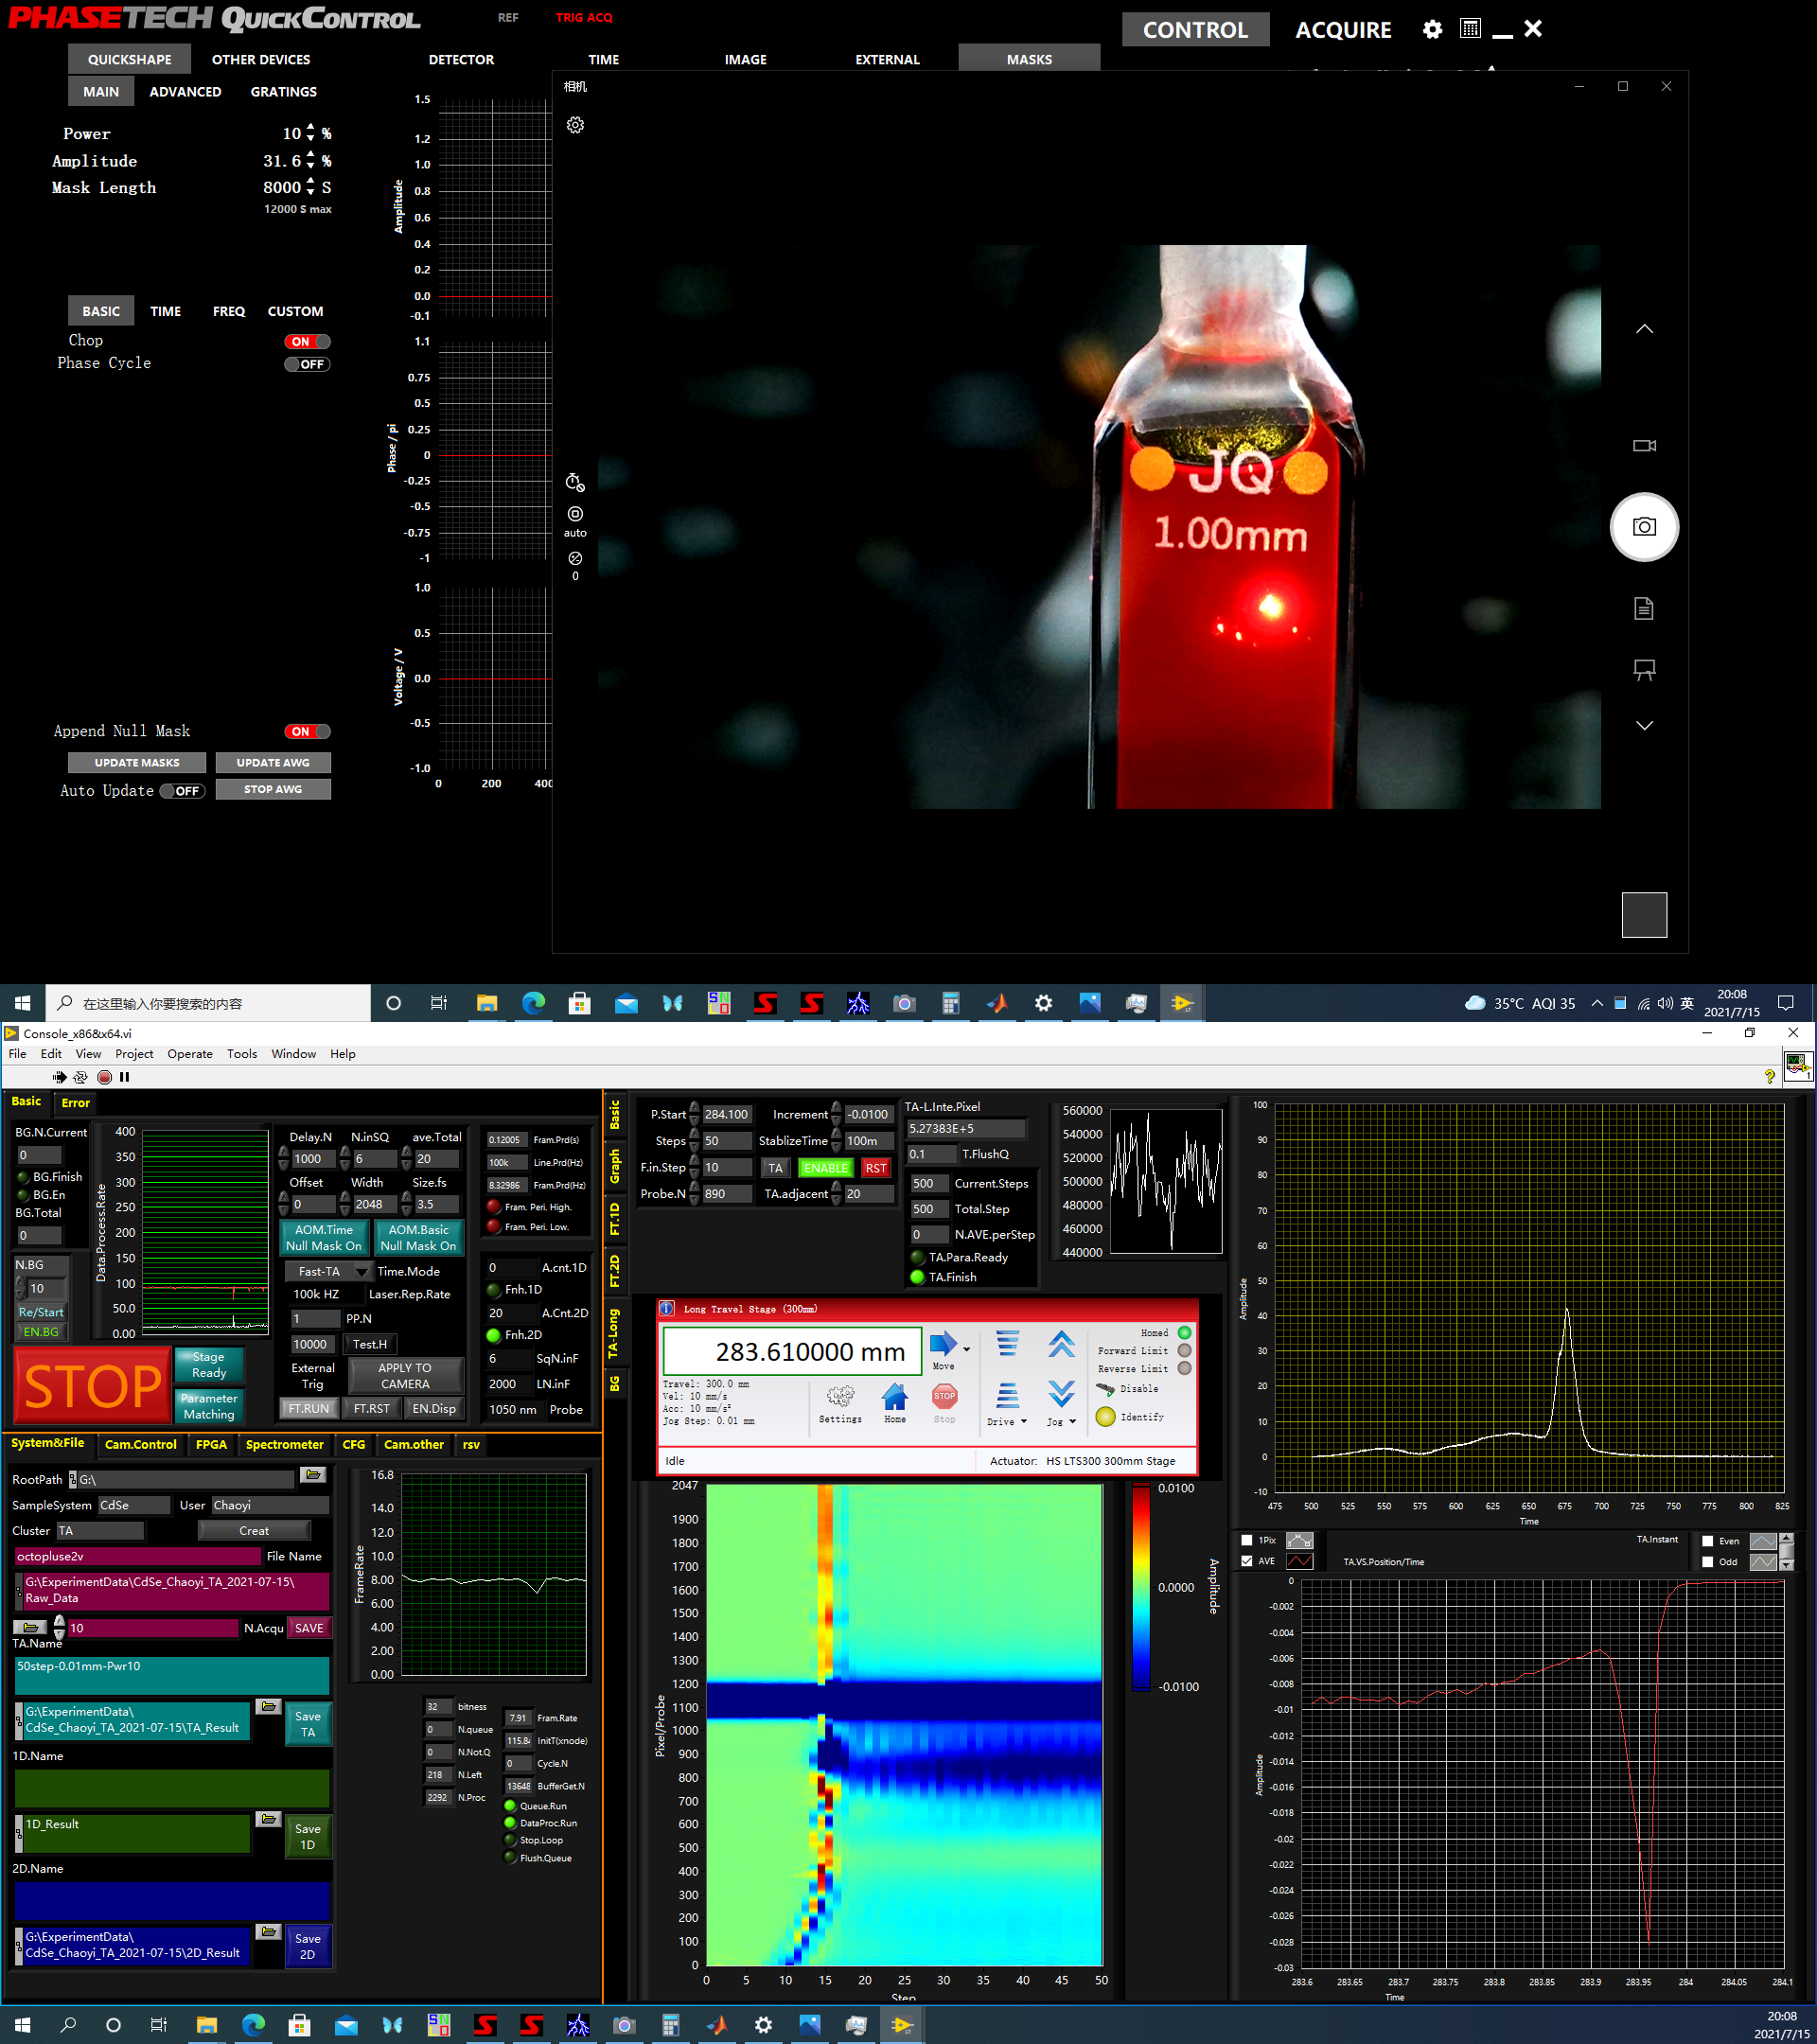 PHASETECH QUICKCONTROL
REF
TRIG ACQ
CONTROL
ACQUIRE
QUICKSHAPE
OTHER DEVICES
DETECTOR
TIME
IMAGE
EXTERNAL
MASKS
MAIN
ADVANCED
GRATINGS
Power 10 %
Amplitude 31.6 %
Mask Length 8000 S
12000 S max
BASIC
TIME
FREQ
CUSTOM
Chop ON
Phase Cycle OFF
Append Null Mask ON
UPDATE MASKS
UPDATE AWG
Auto Update OFF
STOP AWG
Amplitude
1.5
1.2
1.0
0.8
0.6
0.4
0.2
0.0
-0.1
Phase / pi
1.1
0.75
0.5
0.25
0
-0.25
-0.5
-0.75
-1
Voltage / V
1.0
0.5
0.0
-0.5
-1.0
0 200 400
相机
auto
0
JQ
1.00mm
在这里输入你要搜索的内容
35°C AQI 35
英
20:08
2021/7/15
Console_x86&x64.vi
File Edit View Project Operate Tools Window Help
Basic
Error
BG.N.Current
0
BG.Finish
BG.En
BG.Total
0
N.BG
10
Re/Start
EN.BG
Data.Process.Rate
400
350
300
250
200
150
100
50.0
0.00
STOP
Stage Ready
Parameter Matching
Delay.N N.inSQ ave.Total
1000 6 20
Offset Width Size.fs
0 2048 3.5
AOM.Time Null Mask On
AOM.Basic Null Mask On
Fast-TA Time.Mode
100k HZ Laser.Rep.Rate
1 PP.N
10000 Test.H
External Trig
APPLY TO CAMERA
FT.RUN FT.RST EN.Disp
0.12005 Fram.Prd(s)
100k Line.Prd(Hz)
8.32986 Fram.Prd(Hz)
Fram. Peri. High.
Fram. Peri. Low.
0 A.cnt.1D
Fnh.1D
20 A.Cnt.2D
Fnh.2D
6 SqN.inF
2000 LN.inF
1050 nm Probe
System&File
Cam.Control
FPGA
Spectrometer
CFG
Cam.other
rsv
RootPath G:\
SampleSystem CdSe User Chaoyi
Cluster TA Creat
octopluse2v File Name
G:\ExperimentData\CdSe_Chaoyi_TA_2021-07-15\
Raw_Data
10 N.Acqu SAVE
TA.Name
50step-0.01mm-Pwr10
G:\ExperimentData\
CdSe_Chaoyi_TA_2021-07-15\TA_Result
Save TA
1D.Name
1D_Result
Save 1D
2D.Name
G:\ExperimentData\
CdSe_Chaoyi_TA_2021-07-15\2D_Result
Save 2D
FrameRate
16.8
14.0
12.0
10.0
8.00
6.00
4.00
2.00
0.00
32 bitness
0 N.queue
0 N.Not.Q
218 N.Left
2292 N.Proc
7.91 Fram.Rate
115.84 InitT(xnode)
0 Cycle.N
13648 BufferGet.N
Queue.Run
DataProc.Run
Stop.Loop
Flush.Queue
Basic
Graph
FT.1D
FT.2D
TA-Long
BG
P.Start 284.100 Increment -0.0100
Steps 50 StablizeTime 100m
F.in.Step 10 TA ENABLE RST
Probe.N 890 TA.adjacent 20
TA-L.Inte.Pixel
5.27383E+5
0.1 T.FlushQ
500 Current.Steps
500 Total.Step
0 N.AVE.perStep
TA.Para.Ready
TA.Finish
560000
540000
520000
500000
480000
460000
440000
Long Travel Stage (300mm)
283.610000 mm
Move
Travel: 300.0 mm
Vel: 10 mm/s
Acc: 10 mm/s²
Jog Step: 0.01 mm
Settings
Home
STOP
Stop
Drive
Jog
Homed
Forward Limit
Reverse Limit
Disable
Identify
Idle
Actuator: HS LTS300 300mm Stage
Pixel/Probe
2047
1900
1800
1700
1600
1500
1400
1300
1200
1100
1000
900
800
700
600
500
400
300
200
100
0
0 5 10 15 20 25 30 35 40 45 50
Step
0.0100
0.0000
-0.0100
Amplitude
Amplitude
100
90
80
70
60
50
40
30
20
10
0
-10
475 500 525 550 575 600 625 650 675 700 725 750 775 800 825
Time
1Pix
AVE
TA.VS.Position/Time
TA.Instant
Even
Odd
Amplitude
0
-0.002
-0.004
-0.006
-0.008
-0.01
-0.012
-0.014
-0.016
-0.018
-0.02
-0.022
-0.024
-0.026
-0.028
-0.03
283.6 283.65 283.7 283.75 283.8 283.85 283.9 283.95 284 284.05 284.1
Time
20:08
2021/7/15